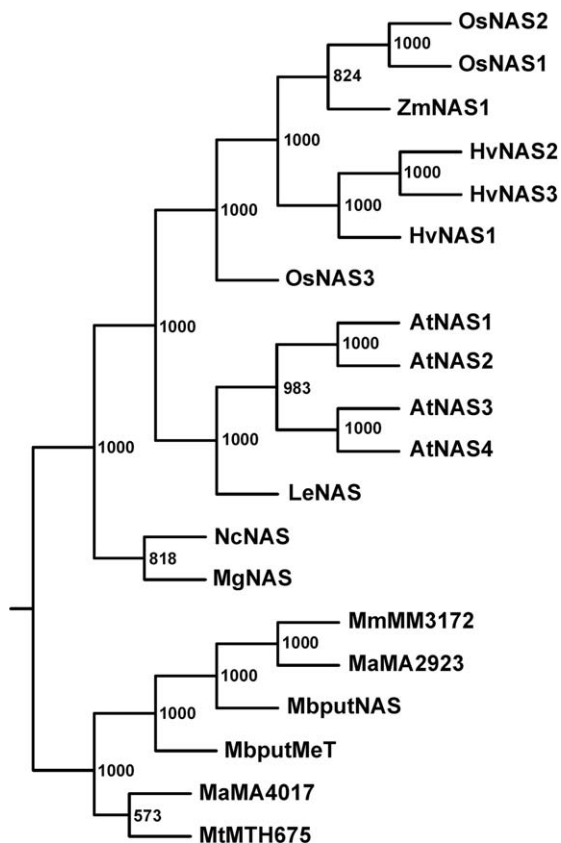 OsNAS2
1000
OsNAS1
824
ZmNAS1
1000
HvNAS2
1000
HvNAS3
1000
1000
HvNAS1
OsNAS3
1000
AtNAS1
1000
AtNAS2
983
AtNAS3
1000
1000
AtNAS4
1000
LeNAS
NcNAS
818
MgNAS
MmMM3172
1000
MaMA2923
1000
MbputNAS
1000
MbputMeT
1000
MaMA4017
573
MtMTH675